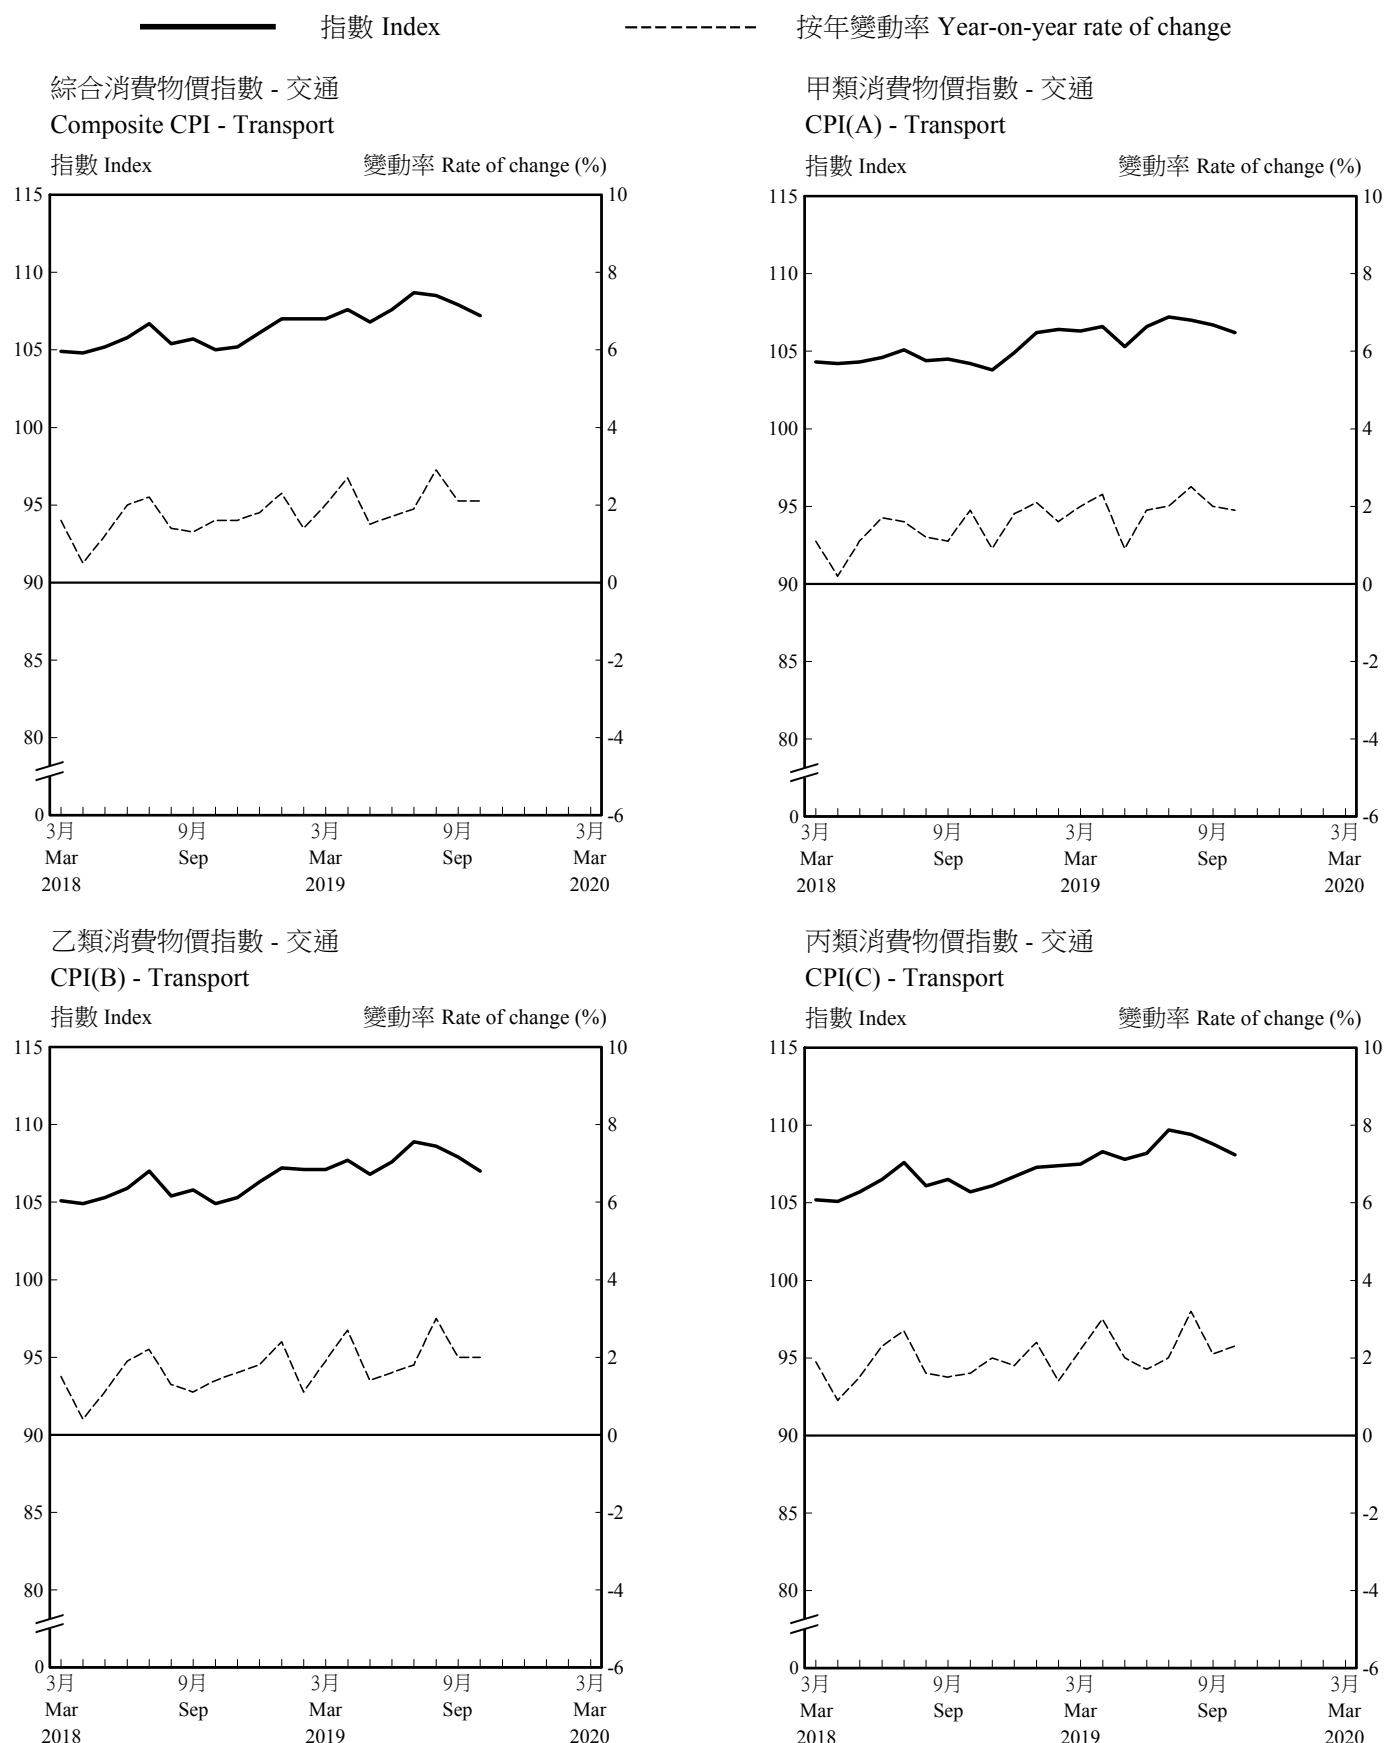 指數 Index
按年變動率 Year-on-year rate of change
綜合消費物價指數 - 交通
Composite CPI - Transport
指數 Index 變動率 Rate of change (%)
115 10
110 8
105 6
100 4
95 2
90 0
85 -2
80 -4
0 -6
3月 9月 3月 9月 3月
Mar Sep Mar Sep Mar
2018 2019 2020
甲類消費物價指數 - 交通
CPI(A) - Transport
指數 Index 變動率 Rate of change (%)
115 10
110 8
105 6
100 4
95 2
90 0
85 -2
80 -4
0 -6
3月 9月 3月 9月 3月
Mar Sep Mar Sep Mar
2018 2019 2020
乙類消費物價指數 - 交通
CPI(B) - Transport
指數 Index 變動率 Rate of change (%)
115 10
110 8
105 6
100 4
95 2
90 0
85 -2
80 -4
0 -6
3月 9月 3月 9月 3月
Mar Sep Mar Sep Mar
2018 2019 2020
丙類消費物價指數 - 交通
CPI(C) - Transport
指數 Index 變動率 Rate of change (%)
115 10
110 8
105 6
100 4
95 2
90 0
85 -2
80 -4
0 -6
3月 9月 3月 9月 3月
Mar Sep Mar Sep Mar
2018 2019 2020